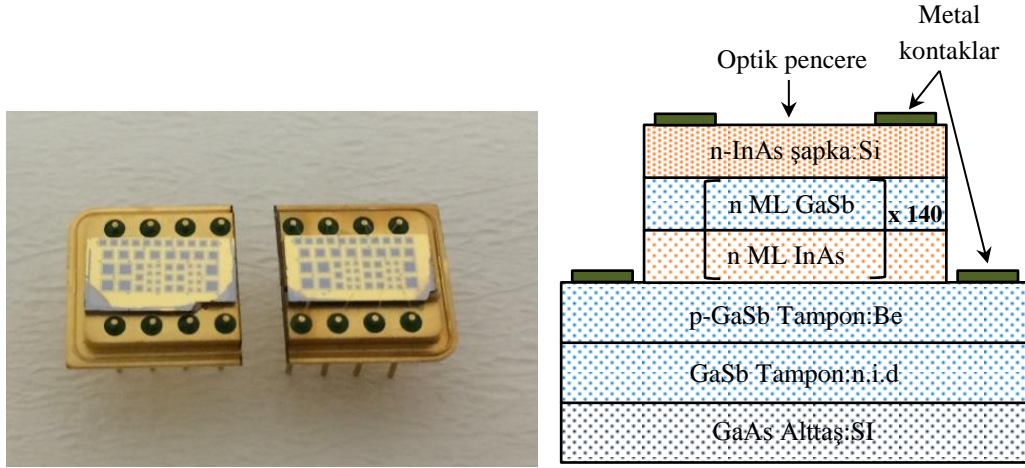 Metal
kontaklar
Optik pencere
n-InAs şapka:Si
n ML GaSb
x 140
n ML InAs
p-GaSb Tampon:Be
GaSb Tampon:n.i.d
GaAs Alttaş:SI